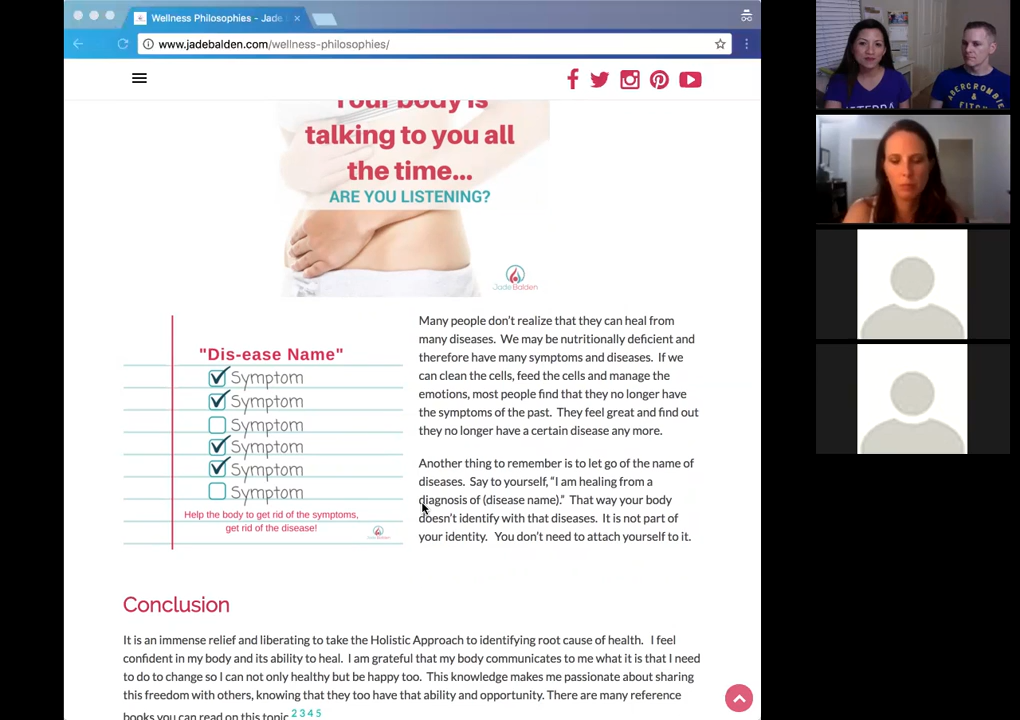 Wellness Philosophies - Jade
www.jadebalden.com/wellness-philosophies/
Your body is
talking to you all
the time...
ARE YOU LISTENING?
JadeBalden
"Dis-ease Name"
Symptom
Symptom
Symptom
Symptom
Symptom
Symptom
Help the body to get rid of the symptoms,
get rid of the disease!
Many people don’t realize that they can heal from
many diseases. We may be nutritionally deficient and
therefore have many symptoms and diseases. If we
can clean the cells, feed the cells and manage the
emotions, most people find that they no longer have
the symptoms of the past. They feel great and find out
they no longer have a certain disease any more.
Another thing to remember is to let go of the name of
diseases. Say to yourself, “I am healing from a
diagnosis of (disease name).” That way your body
doesn’t identify with that diseases. It is not part of
your identity. You don’t need to attach yourself to it.
Conclusion
It is an immense relief and liberating to take the Holistic Approach to identifying root cause of health. I feel
confident in my body and its ability to heal. I am grateful that my body communicates to me what it is that I need
to do to change so I can not only healthy but be happy too. This knowledge makes me passionate about sharing
this freedom with others, knowing that they too have that ability and opportunity. There are many reference
books you can read on this topic 2 3 4 5
ABERCROMBIE
&
FITCH